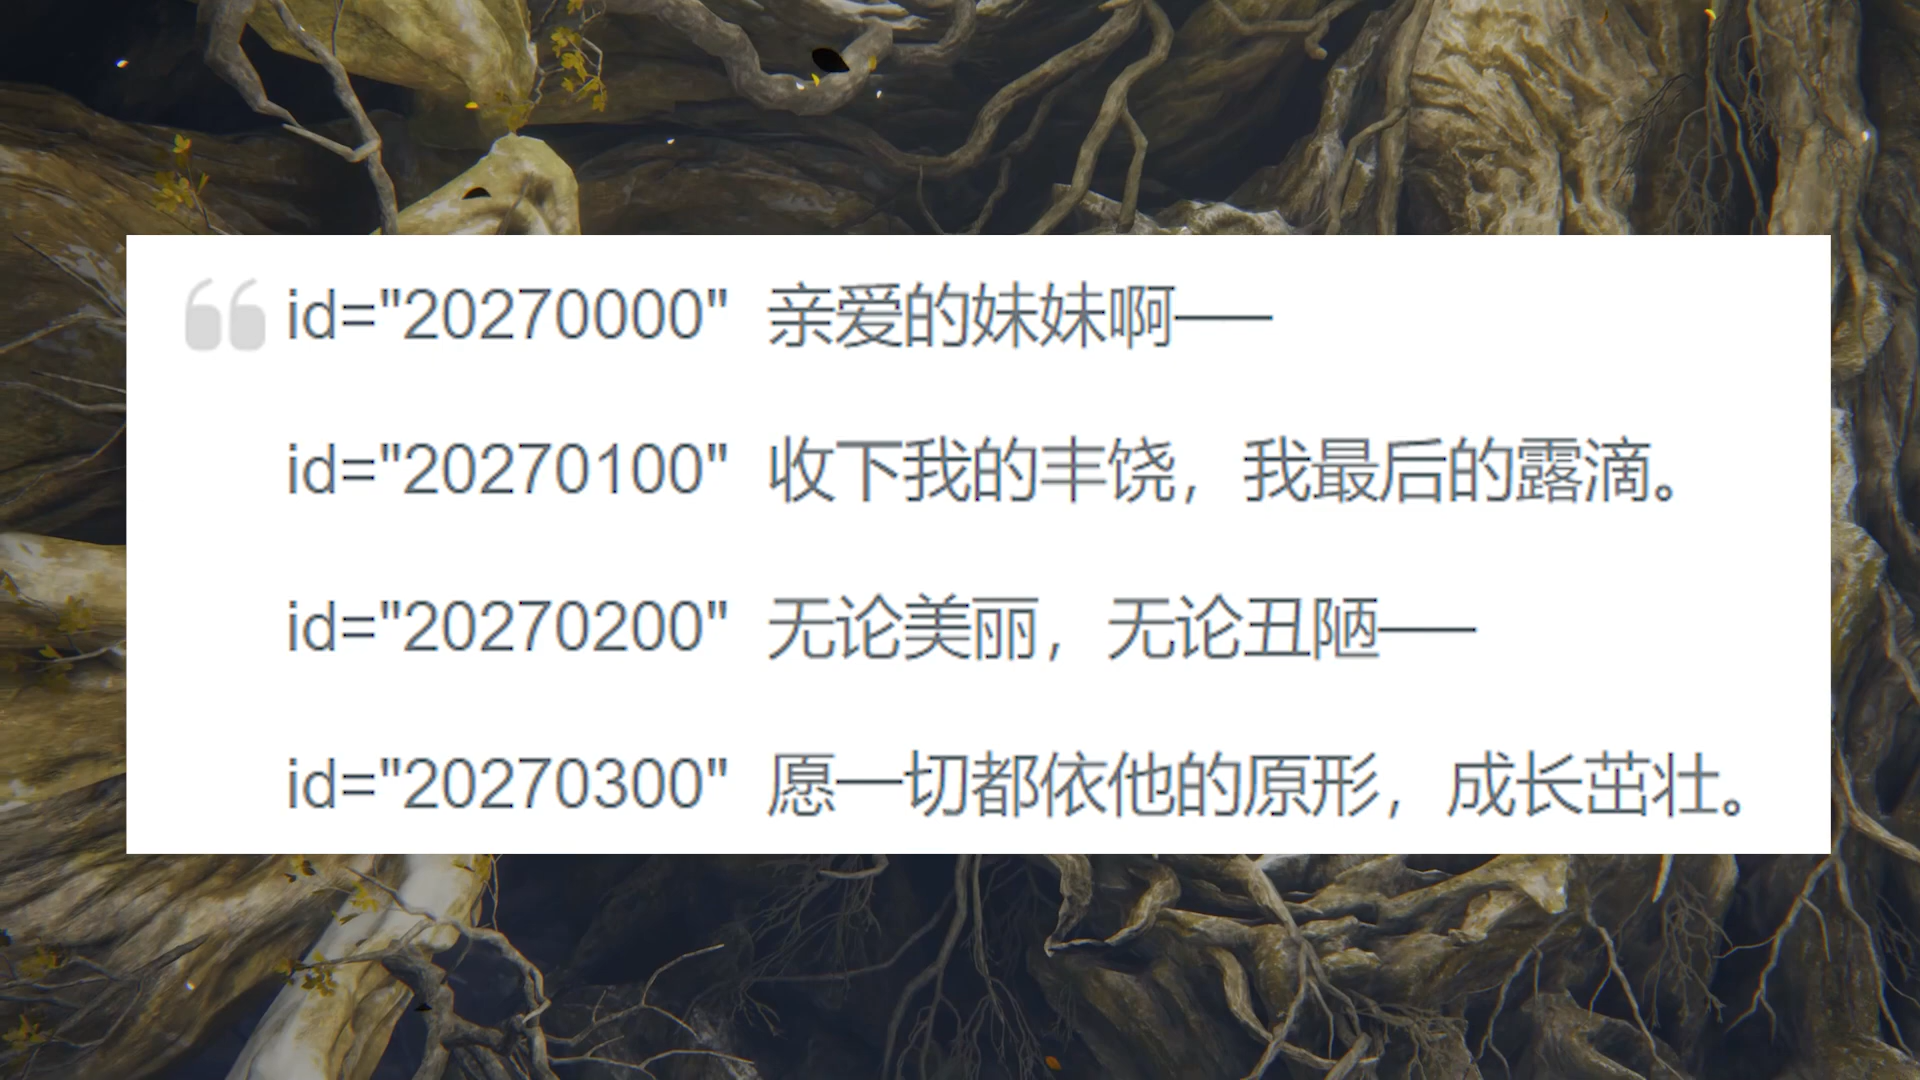 id="20270000" 亲爱的妹妹啊——
id="20270100" 收下我的丰饶，我最后的露滴。
id="20270200" 无论美丽，无论丑陋——
id="20270300" 愿一切都依他的原形，成长茁壮。